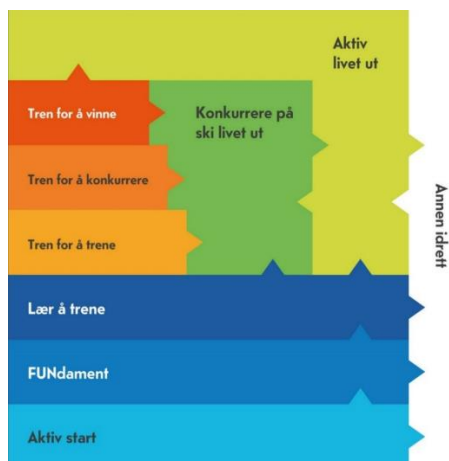 Aktiv
livet ut
Tren for å vinne
Konkurrere på
ski livet ut
Tren for å konkurrere
Tren for å trene
Annen idrett
Lær å trene
FUNdament
Aktiv start